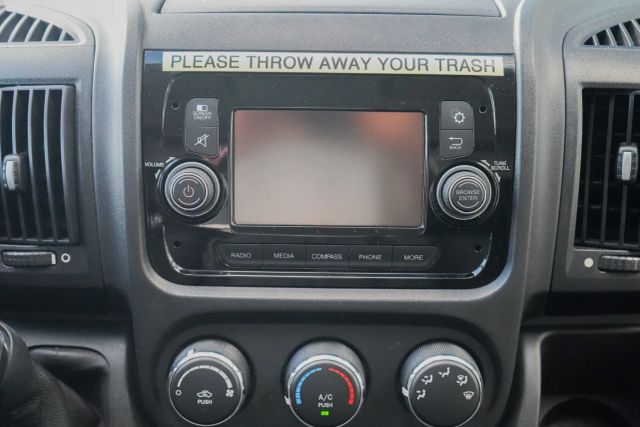 PLEASE THROW AWAY YOUR TRASH
SCREEN
ON/OFF
BACK
VOLUME
TUNE
SCROLL
BROWSE
ENTER
RADIO MEDIA COMPASS PHONE MORE
PUSH
A/C
PUSH
PUSH